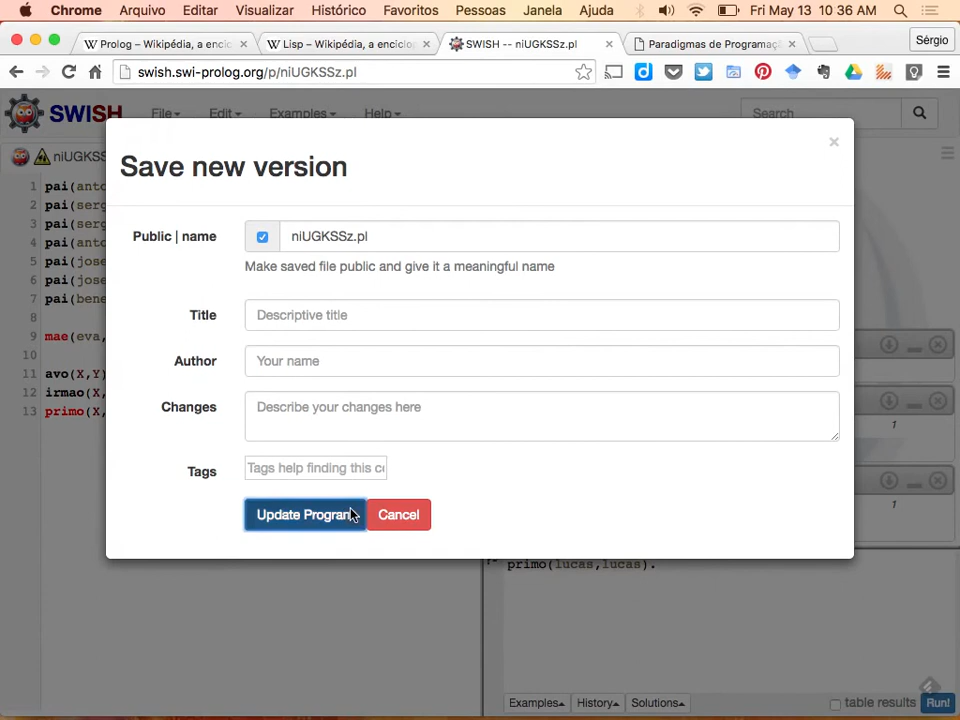 Chrome Arquivo Editar Visualizar Histórico Favoritos Pessoas Janela Ajuda Fri May 13 10:36 AM
Prolog – Wikipédia, a encic Lisp – Wikipédia, a enciclop SWISH -- niUGKSSz.pl Paradigmas de Programaç Sérgio
swish.swi-prolog.org/p/niUGKSSz.pl
SWISH File Edit Examples Help Search
niUGKSS
Save new version
Public | name niUGKSSz.pl
Make saved file public and give it a meaningful name
Title Descriptive title
Author Your name
Changes Describe your changes here
Tags Tags help finding this co
Update Program Cancel
1 pai(anto
2 pai(serg
3 pai(serg
4 pai(anto
5 pai(jose
6 pai(jose
7 pai(bene
8
9 mae(eva,
10
11 avo(X,Y)
12 irmao(X,
13 primo(X,
1
1
primo(lucas,lucas).
Examples History Solutions table results Run!